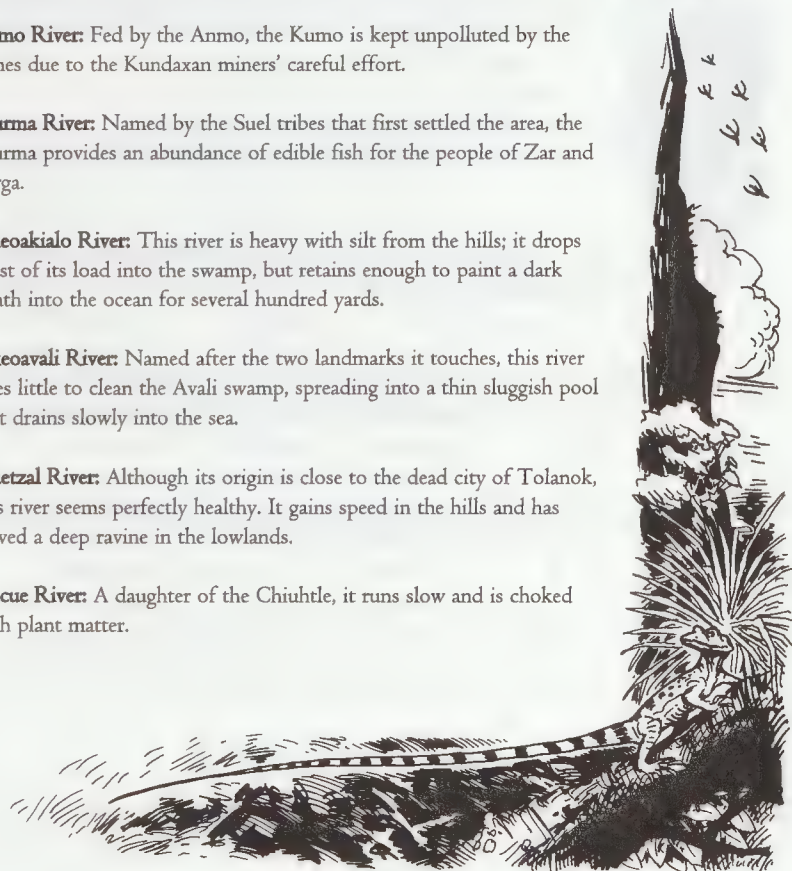 mo River: Fed by the Anmo, the Kumo is kept unpolluted by the
nes due to the Kundaxan miners' careful effort.
urma River: Named by the Suel tribes that first settled the area, the
urma provides an abundance of edible fish for the people of Zar and
rga.
eoakialo River: This river is heavy with silt from the hills; it drops
st of its load into the swamp, but retains enough to paint a dark
ath into the ocean for several hundred yards.
eoavali River: Named after the two landmarks it touches, this river
es little to clean the Avali swamp, spreading into a thin sluggish pool
t drains slowly into the sea.
etzal River: Although its origin is close to the dead city of Tolanok,
s river seems perfectly healthy. It gains speed in the hills and has
ved a deep ravine in the lowlands.
cue River: A daughter of the Chiuhtle, it runs slow and is choked
h plant matter.